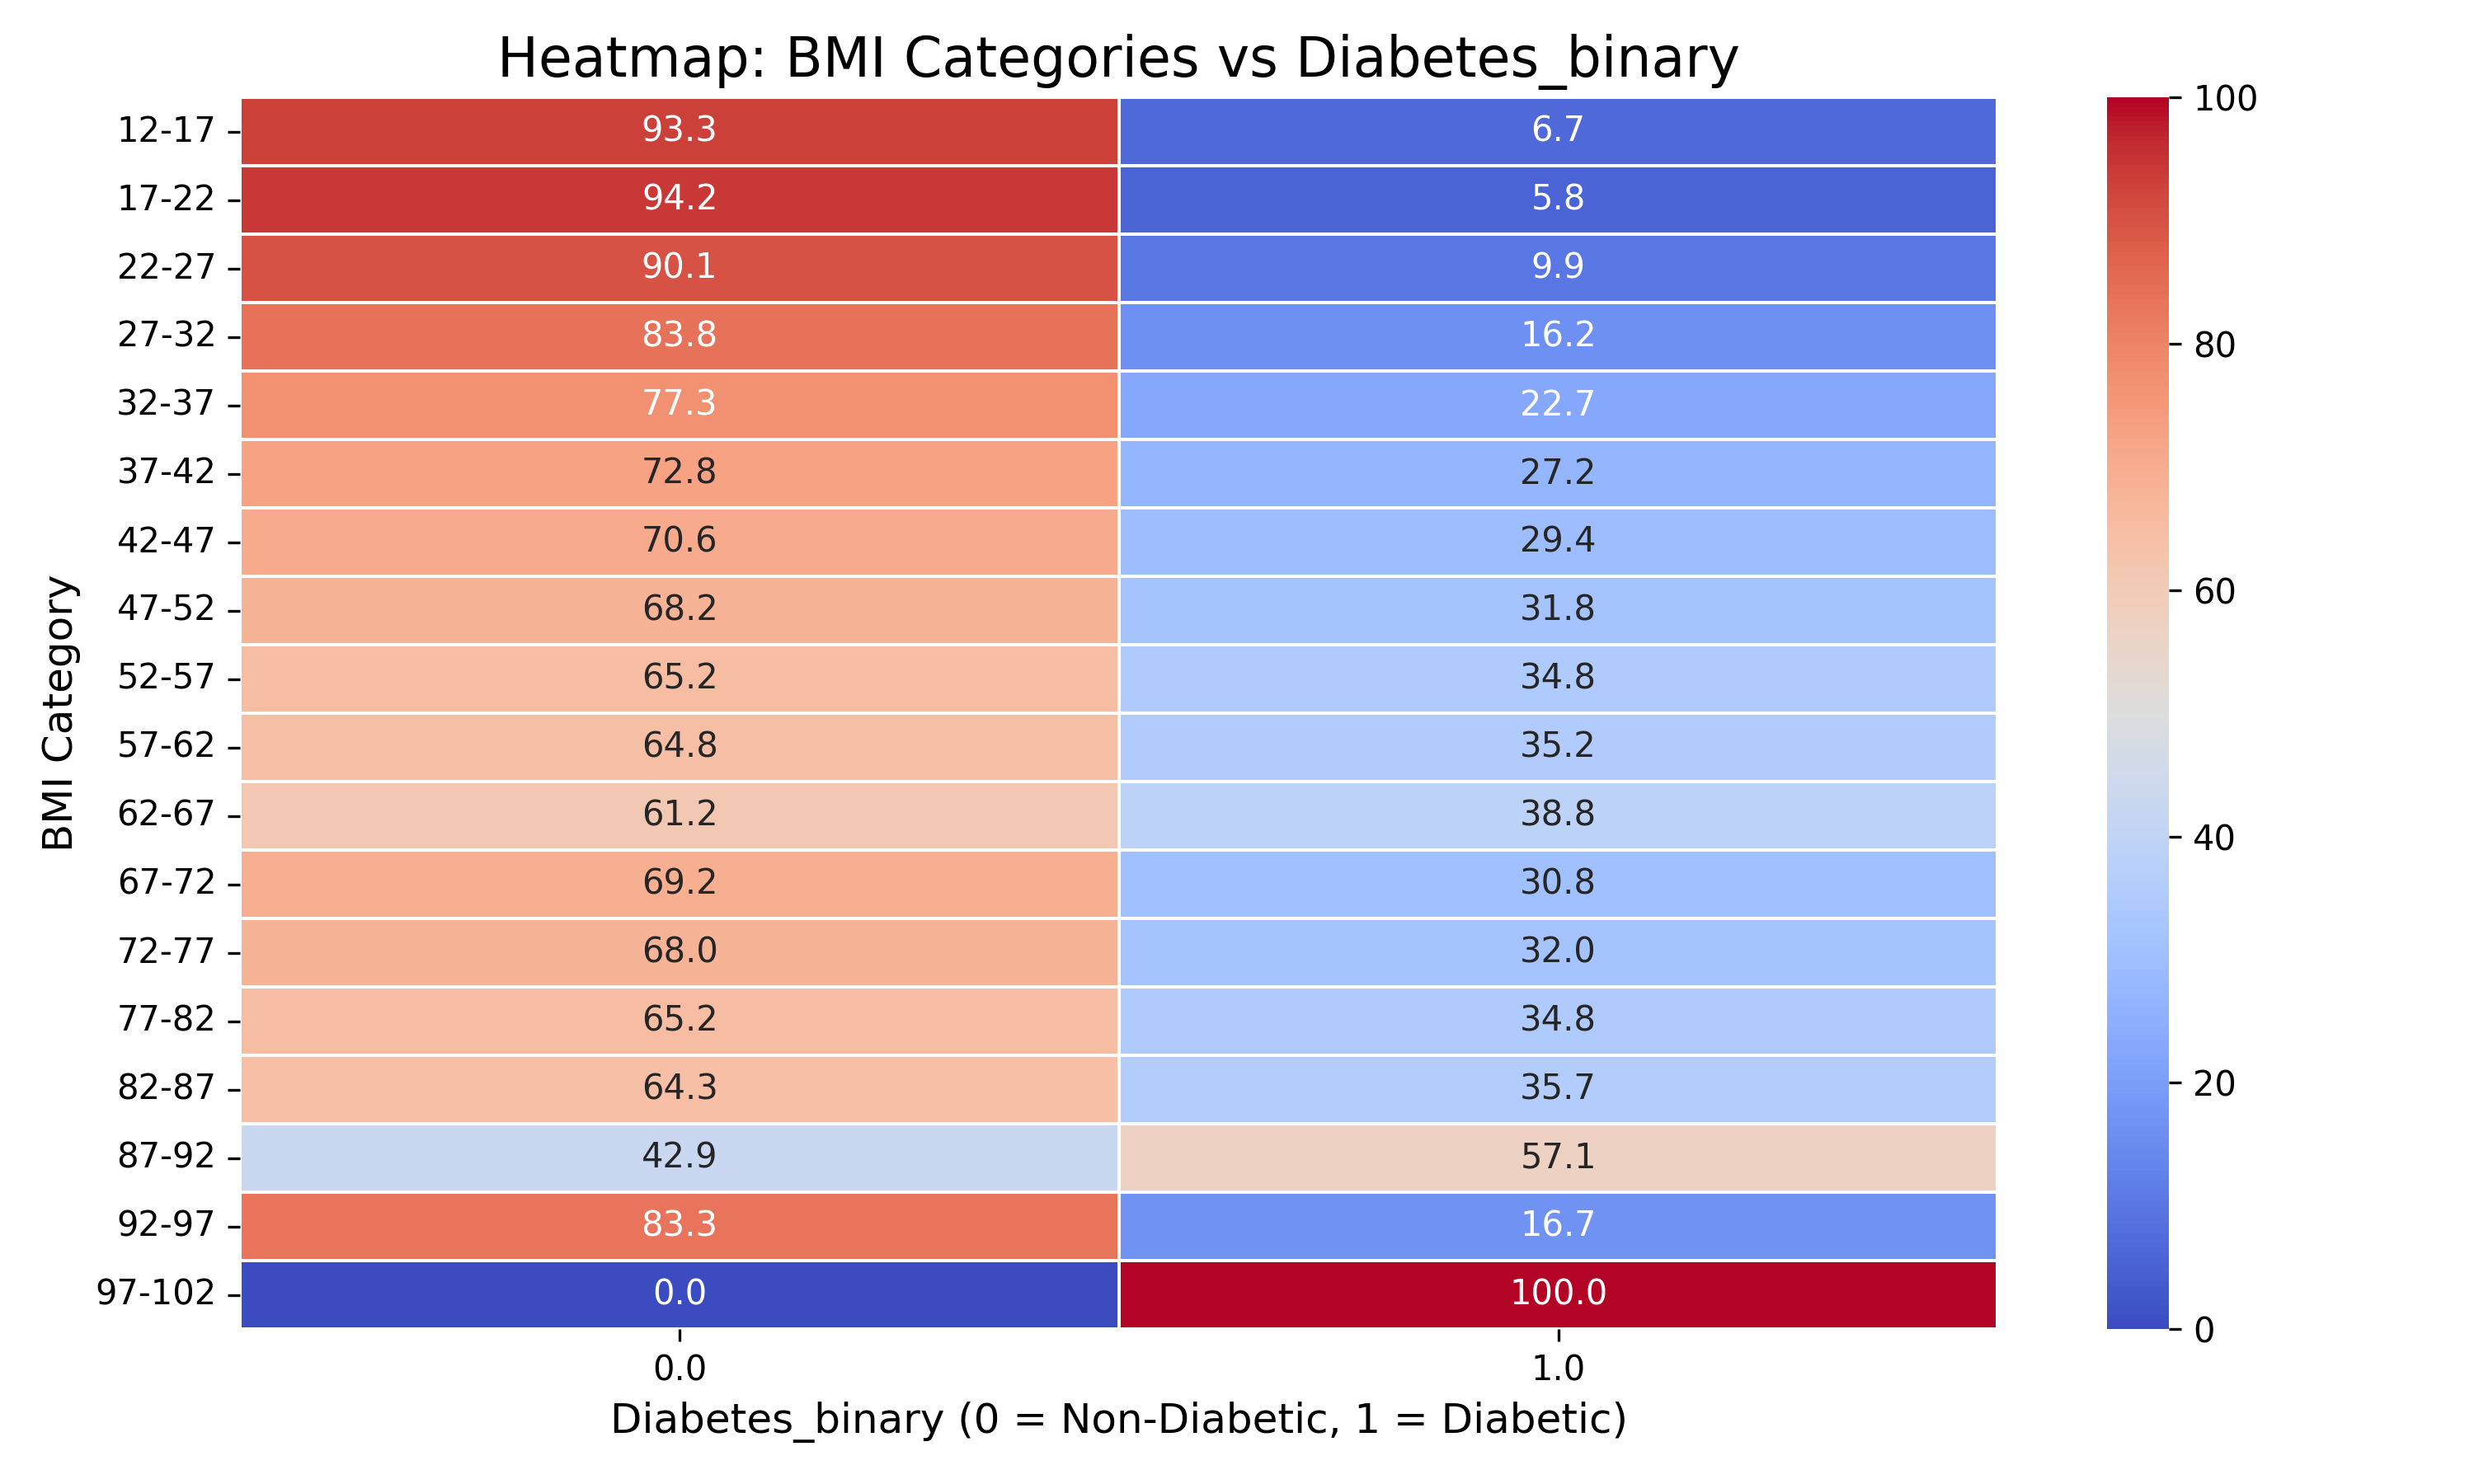 Heatmap: BMI Categories vs Diabetes_binary
12-17 93.3 6.7
17-22 94.2 5.8
22-27 90.1 9.9
27-32 83.8 16.2
32-37 77.3 22.7
37-42 72.8 27.2
42-47 70.6 29.4
47-52 68.2 31.8
52-57 65.2 34.8
57-62 64.8 35.2
62-67 61.2 38.8
67-72 69.2 30.8
72-77 68.0 32.0
77-82 65.2 34.8
82-87 64.3 35.7
87-92 42.9 57.1
92-97 83.3 16.7
97-102 0.0 100.0
BMI Category
0.0 1.0
Diabetes_binary (0 = Non-Diabetic, 1 = Diabetic)
100
80
60
40
20
0